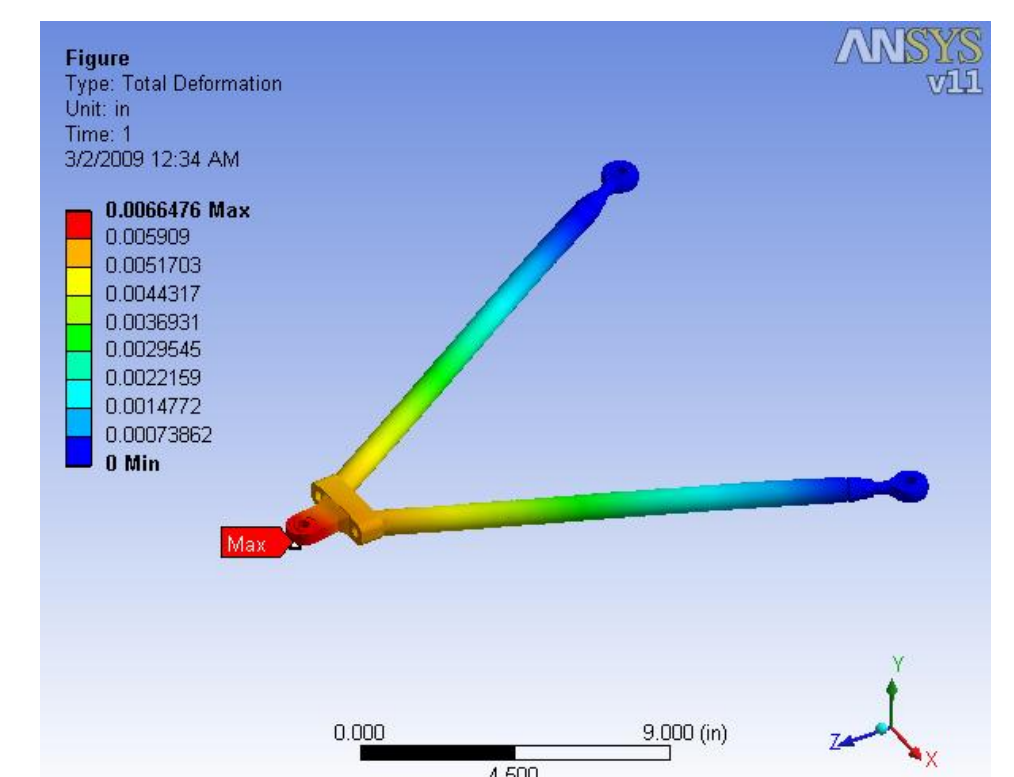 Figure
Type: Total Deformation
Unit: in
Time: 1
3/2/2009 12:34 AM
ANSYS
v11
0.0066476 Max
0.005909
0.0051703
0.0044317
0.0036931
0.0029545
0.0022159
0.0014772
0.00073862
0 Min
Max
0.000
9.000 (in)
4.500
Y
Z
X